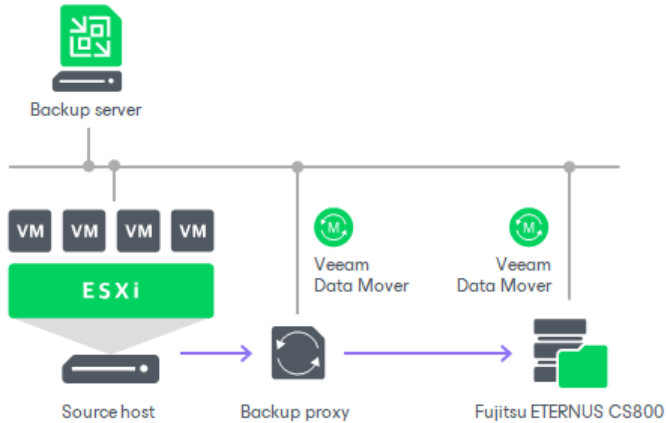 Backup server
VM VM VM VM
ESXi
M
Veeam
Data Mover
M
Veeam
Data Mover
Source host
Backup proxy
Fujitsu ETERNUS CS800